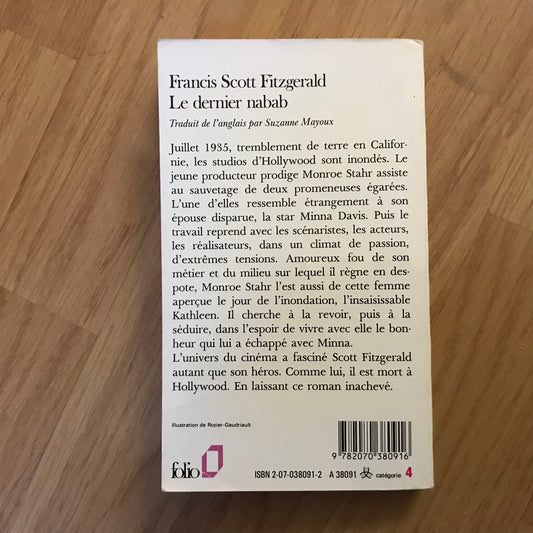 Francis Scott Fitzgerald
Le dernier nabab
Traduit de l'anglais par Suzanne Mayoux
Juillet 1935, tremblement de terre en Califor-
nie, les studios d'Hollywood sont inondés. Le
jeune producteur prodige Monroe Stahr assiste
au sauvetage de deux promeneuses égarées.
L'une d'elles ressemble étrangement à son
épouse disparue, la star Minna Davis. Puis le
travail reprend avec les scénaristes, les acteurs,
les réalisateurs, dans un climat de passion,
d'extrêmes tensions. Amoureux fou de son
métier et du milieu sur lequel il règne en des-
pote, Monroe Stahr l'est aussi de cette femme
aperçue le jour de l'inondation, l'insaisissable
Kathleen. Il cherche à la revoir, puis à la
séduire, dans l'espoir de vivre avec elle le bon-
heur qui lui a échappé avec Minna.
L'univers du cinéma a fasciné Scott Fitzgerald
autant que son héros. Comme lui, il est mort à
Hollywood. En laissant ce roman inachevé.
Illustration de Rozier-Gaudriault
9 782070 380916
folio
ISBN 2-07-038091-2 A 38091 catégorie 4